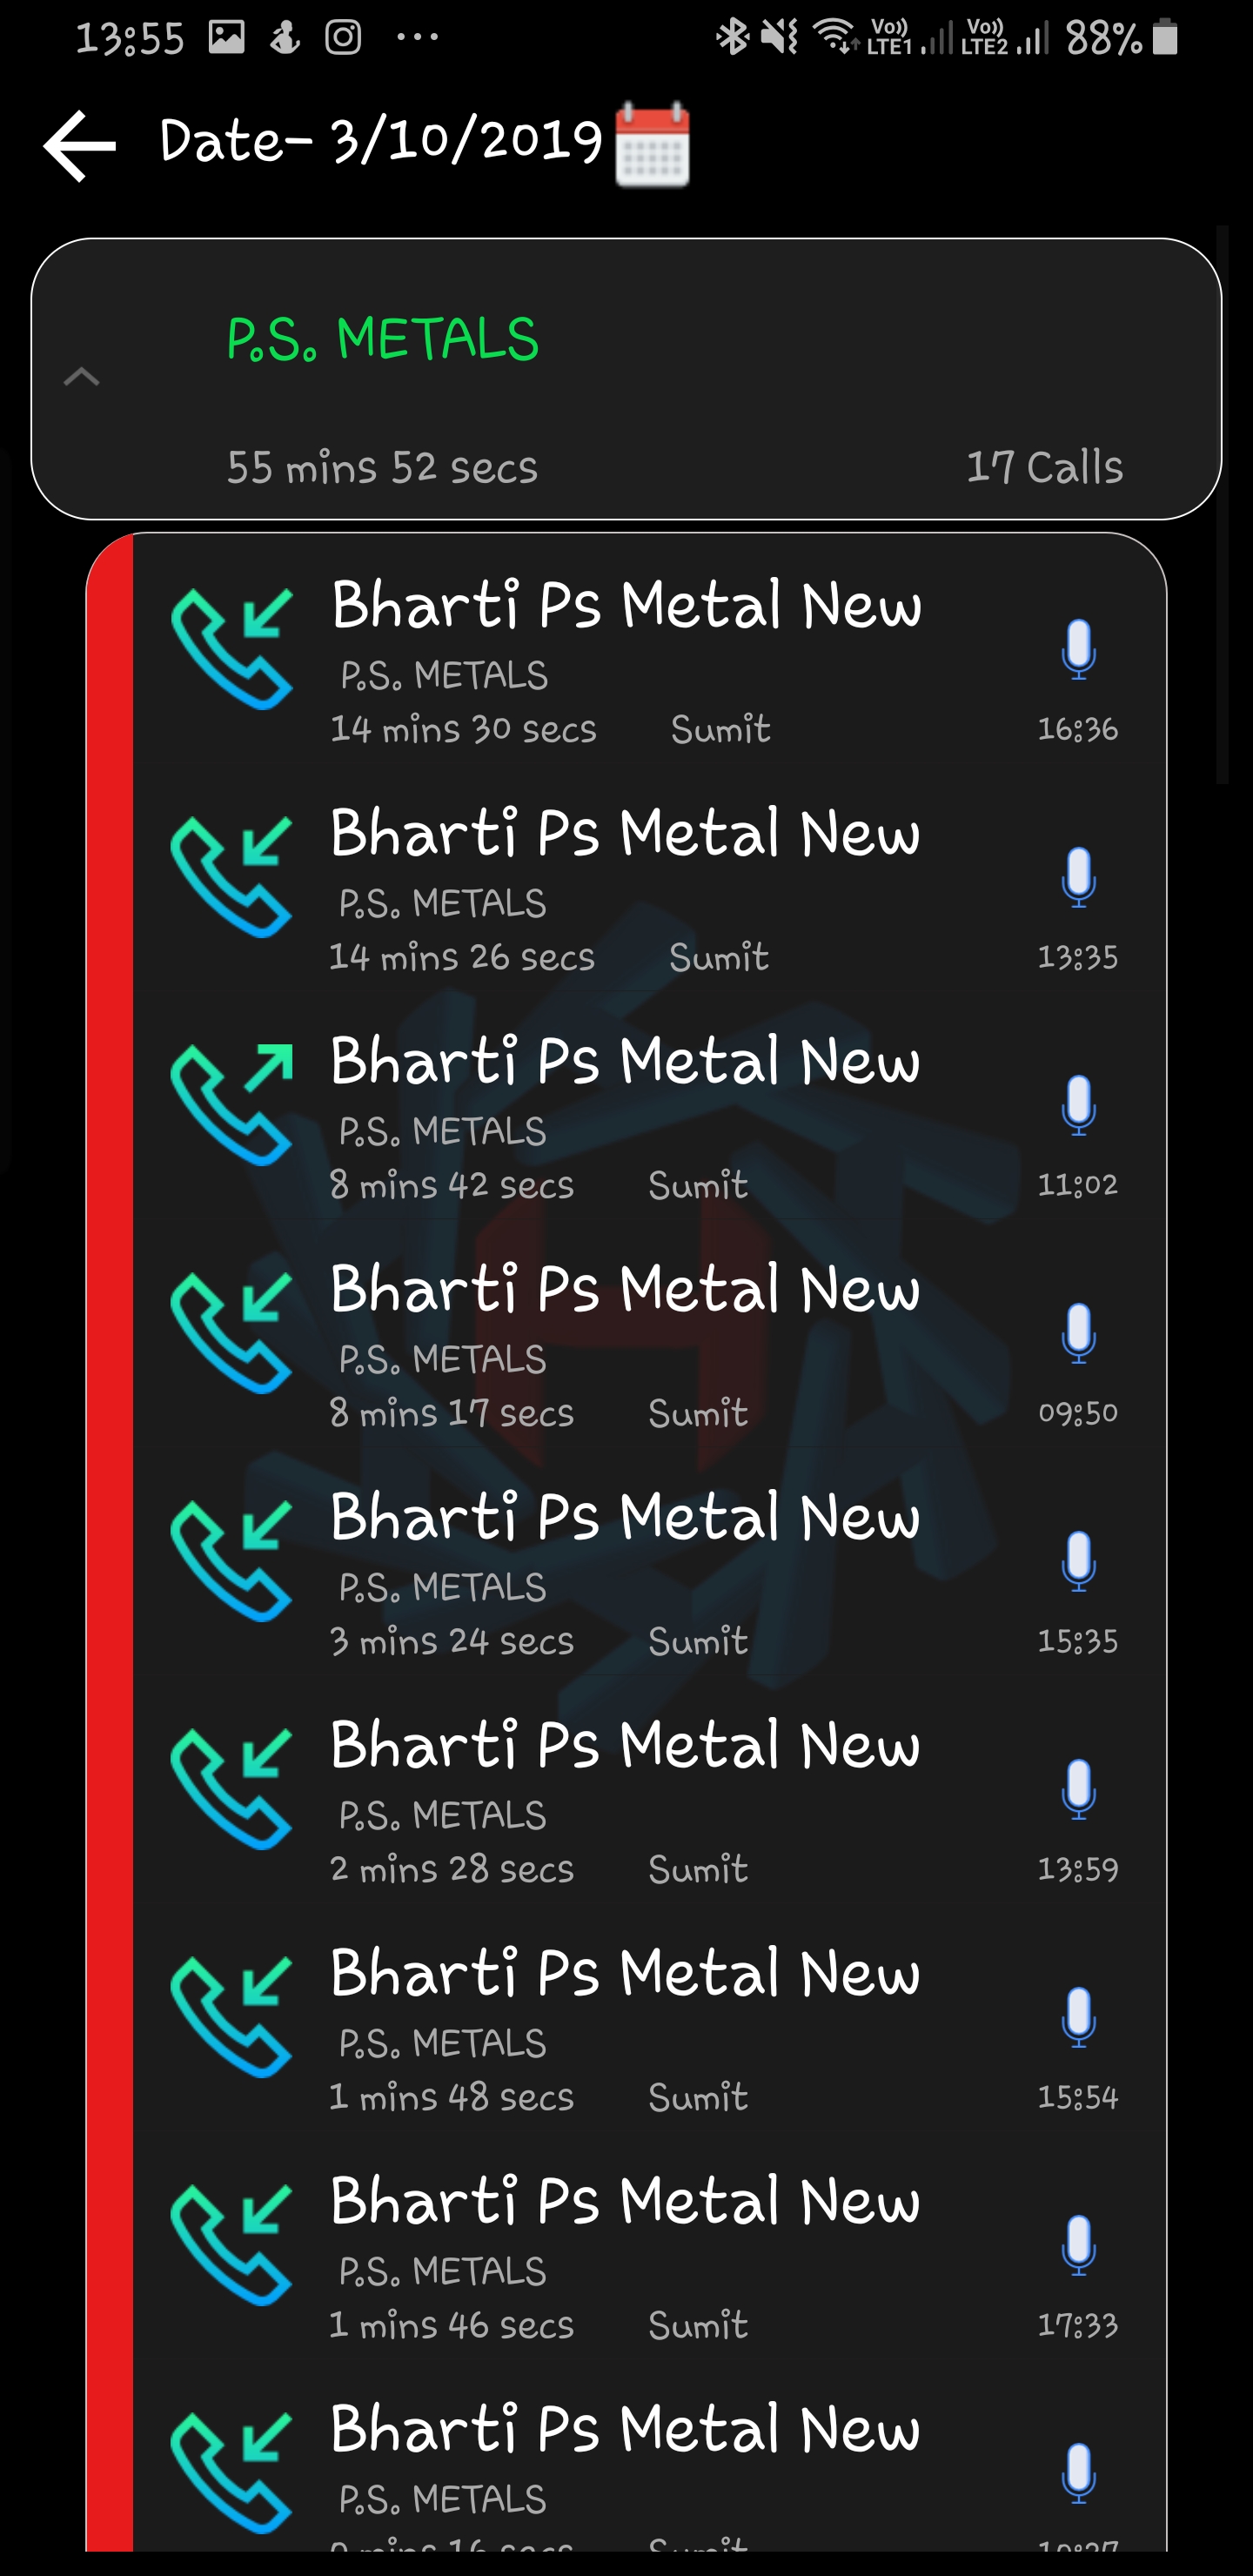 13:55 Vo)) LTE1 Vo)) LTE2 88%
Date- 3/10/2019
P.S. METALS
55 mins 52 secs 17 Calls
Bharti Ps Metal New
P.S. METALS
14 mins 30 secs Sumit 16:36
Bharti Ps Metal New
P.S. METALS
14 mins 26 secs Sumit 13:35
Bharti Ps Metal New
P.S. METALS
8 mins 42 secs Sumit 11:02
Bharti Ps Metal New
P.S. METALS
8 mins 17 secs Sumit 09:50
Bharti Ps Metal New
P.S. METALS
3 mins 24 secs Sumit 15:35
Bharti Ps Metal New
P.S. METALS
2 mins 28 secs Sumit 13:59
Bharti Ps Metal New
P.S. METALS
1 mins 48 secs Sumit 15:54
Bharti Ps Metal New
P.S. METALS
1 mins 46 secs Sumit 17:33
Bharti Ps Metal New
P.S. METALS
mins 16 secs Sumit